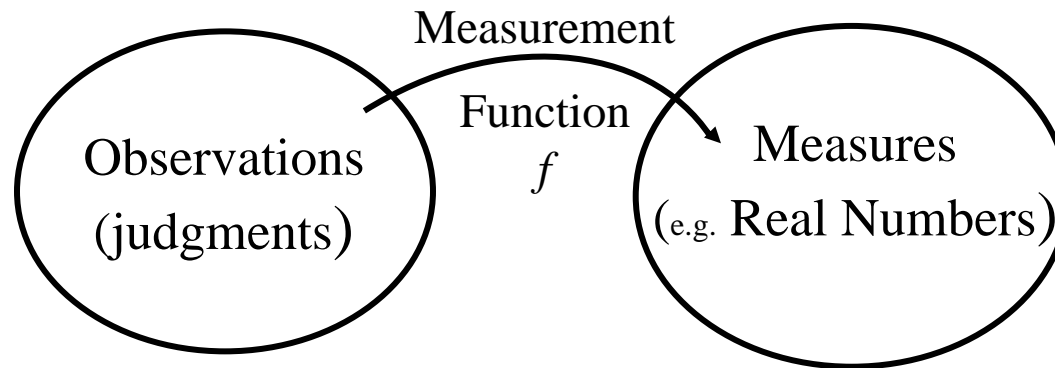 Measurement
Function
f
Observations
(judgments)
Measures
(e.g. Real Numbers)